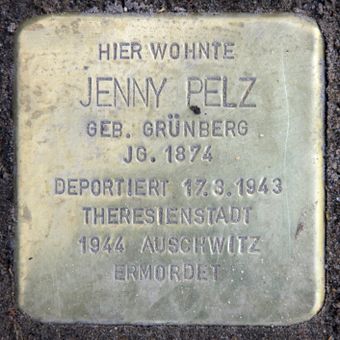 HIER WOHNTE
JENNY PELZ
GEB. GRÜNBERG
JG. 1874
DEPORTIERT 17.3.1943
THERESIENSTADT
1944 AUSCHWITZ
ERMORDET